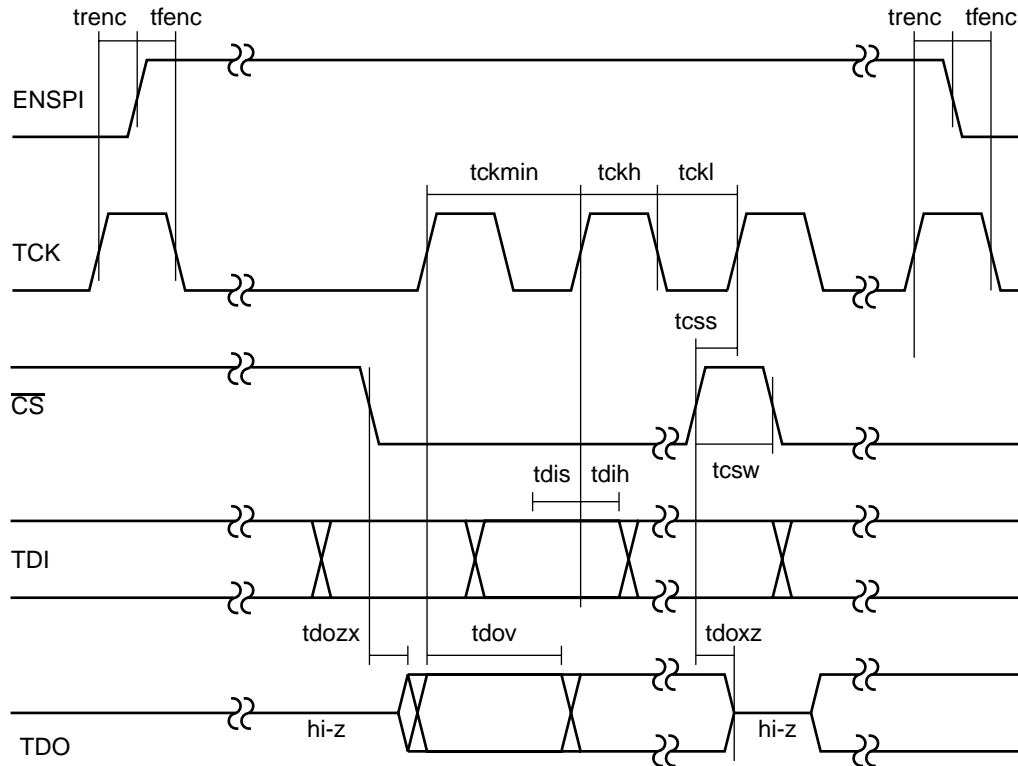 trenc tfenc trenc tfenc
ENSPI
tckmin tckh tckl
TCK
tcss
CS
tcsw
tdis tdih
TDI
tdozx tdov tdoxz
hi-z hi-z
TDO